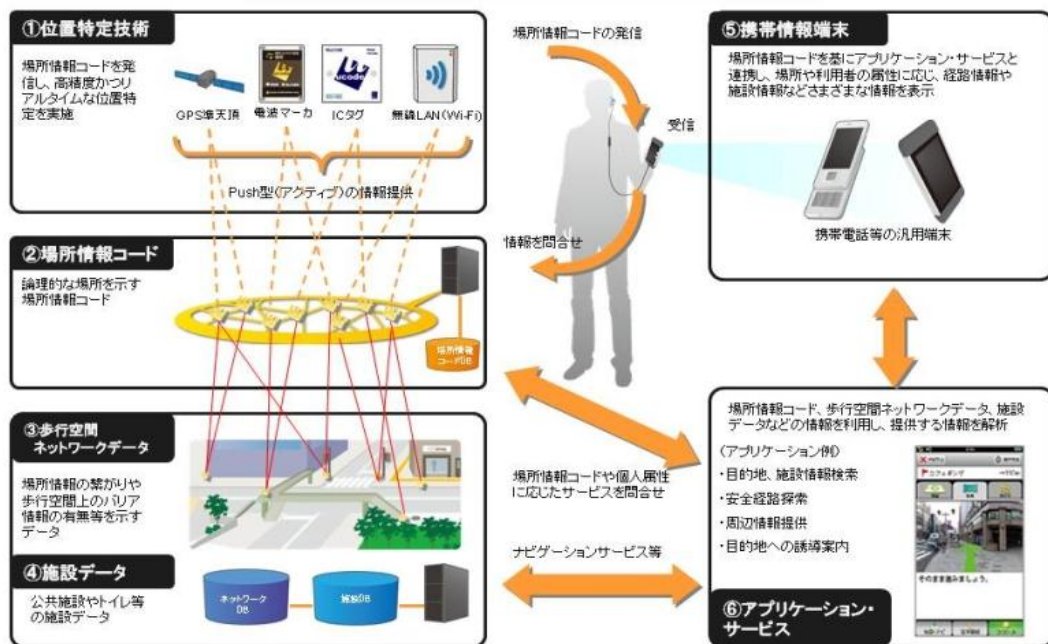 ①位置特定技術
場所情報コードを発
信し、高精度かつリ
アルタイムな位置特
定を実施
GPS準天頂
電波マーカ
ICタグ
無線LAN(Wi-Fi)
ucode
Push型(アクティブ)の情報提供
②場所情報コード
論理的な場所を示す
場所情報コード
場所情報
コードDB
③歩行空間
ネットワークデータ
場所情報の繋がりや
歩行空間上のバリア
情報の有無等を示す
データ
④施設データ
公共施設やトイレ等
の施設データ
ネットワーク
DB
施設DB
場所情報コードの発信
受信
情報を問合せ
場所情報コードや個人属性
に応じたサービスを問合せ
ナビゲーションサービス等
⑤携帯情報端末
場所情報コードを基にアプリケーション・サービスと
連携し、場所や利用者の属性に応じ、経路情報や
施設情報などさまざまな情報を表示
携帯電話等の汎用端末
場所情報コード、歩行空間ネットワークデータ、施設
データなどの情報を利用し、提供する情報を解析
〈アプリケーション例〉
・目的地、施設情報検索
・安全経路探索
・周辺情報提供
・目的地への誘導案内
そのまま進みましょう。
⑥アプリケーション・
サービス